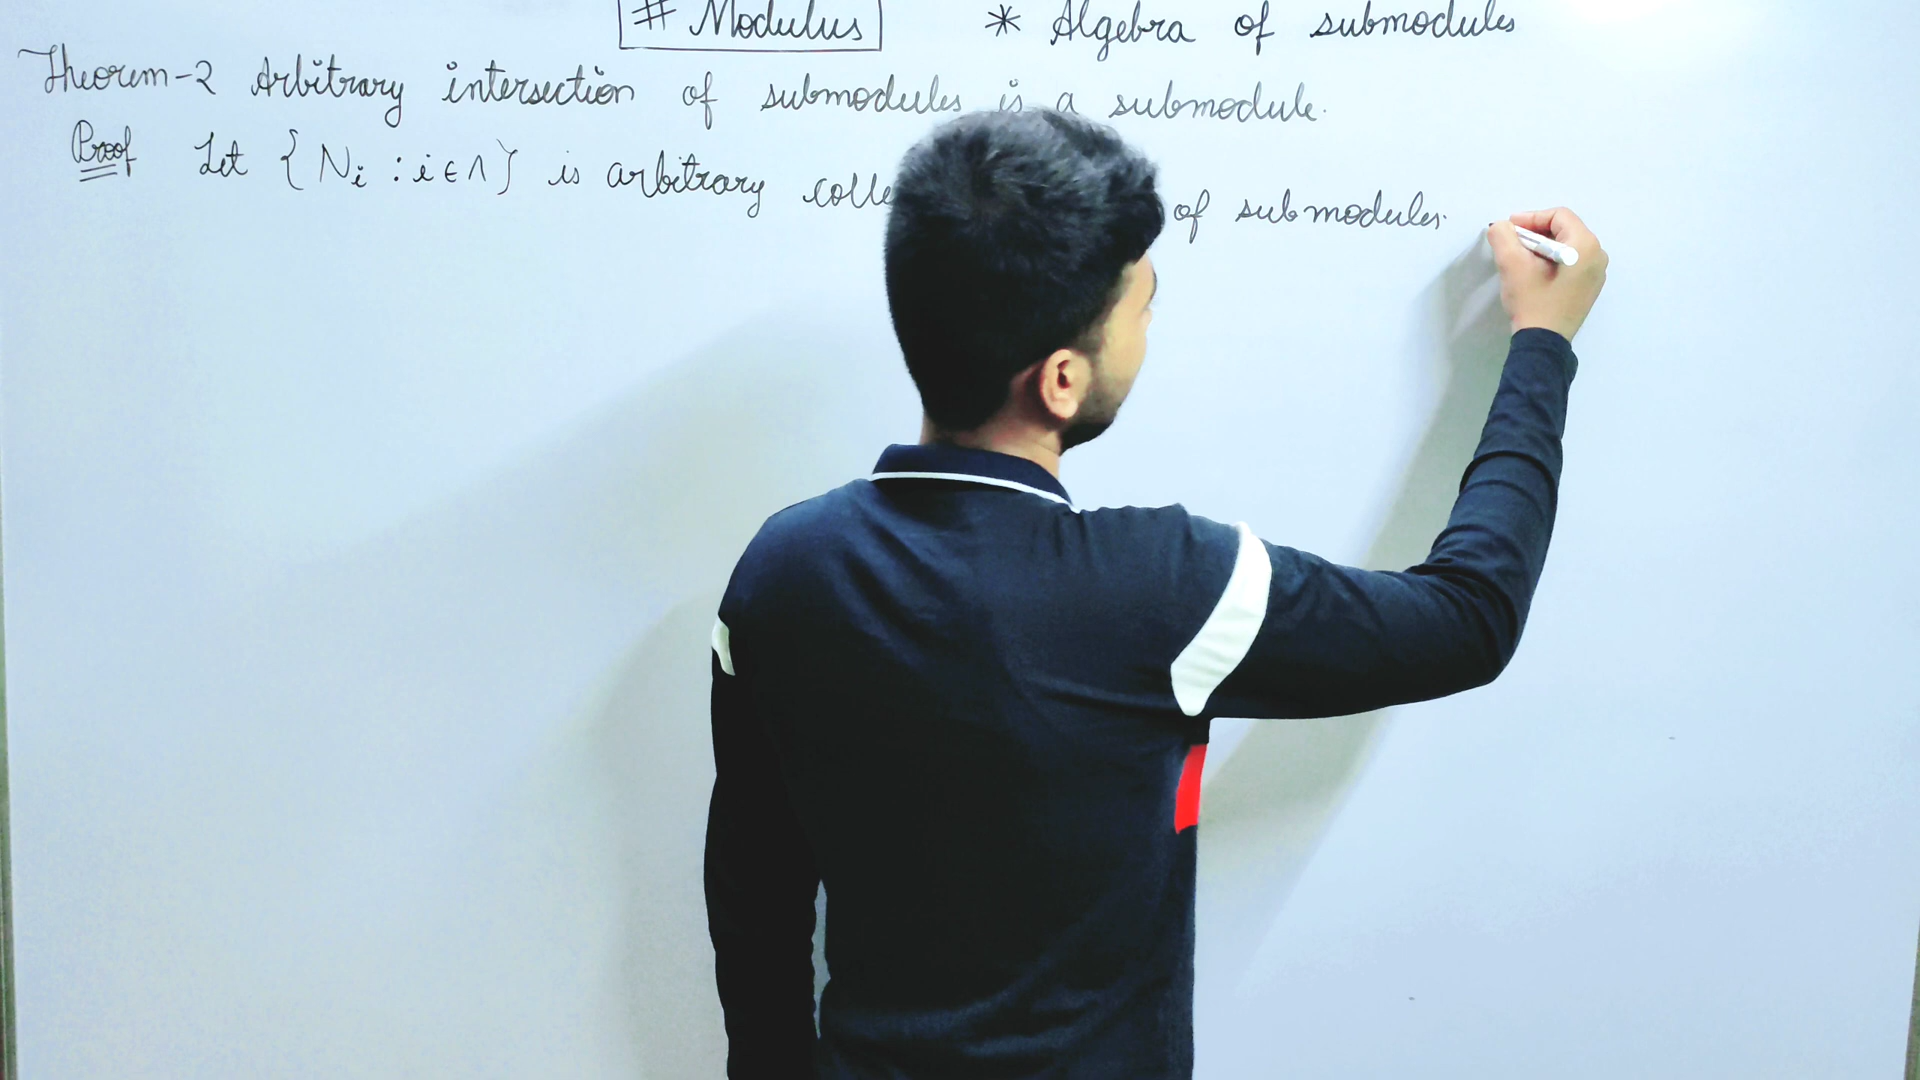 # Modulus * Algebra of submodules
Theorem-2 Arbitrary intersection of submodules is a submodule.
Proof Let {Ni : i ∈ Λ} is arbitrary colle of submodules.